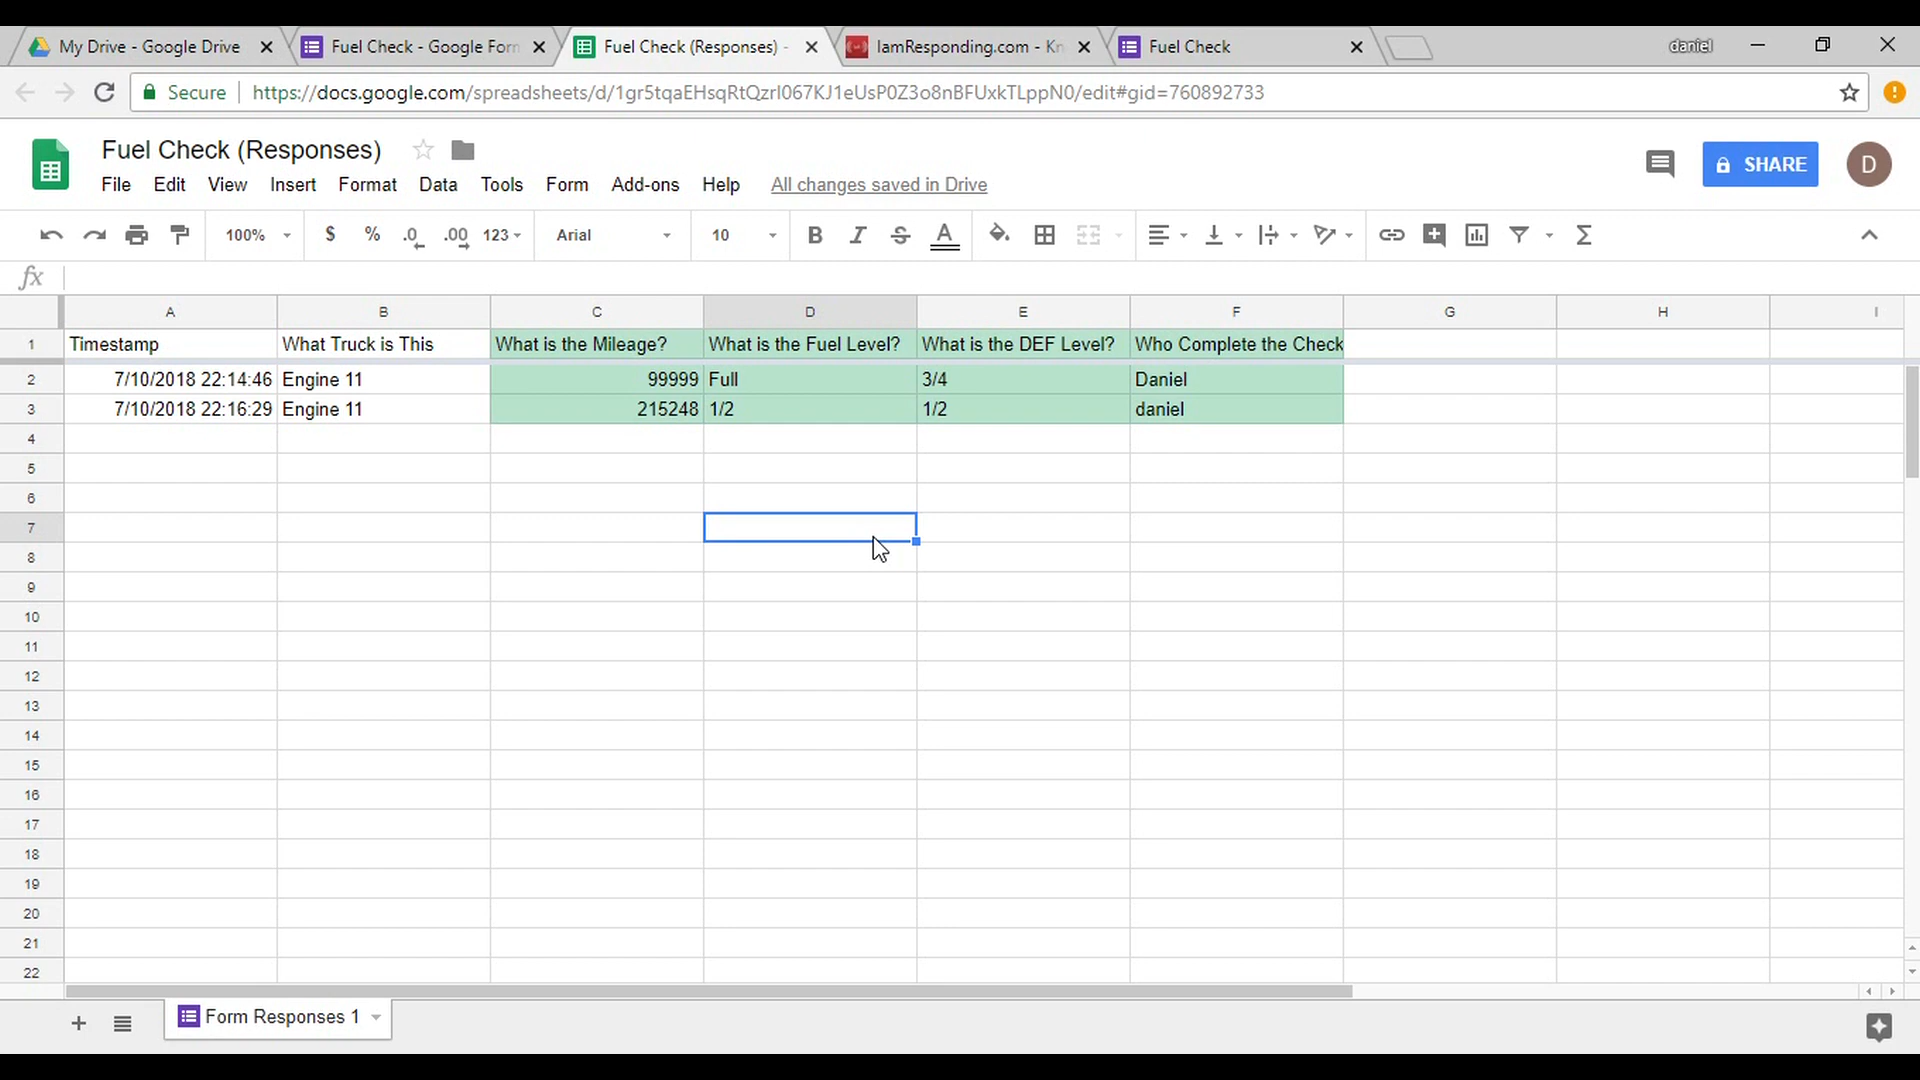 My Drive - Google Drive
Fuel Check - Google Form
Fuel Check (Responses) -
IamResponding.com - Kn
Fuel Check
daniel
Secure
https://docs.google.com/spreadsheets/d/1gr5tqaEHsqRtQzrI067KJ1eUsP0Z3o8nBFUxkTLppN0/edit#gid=760892733
Fuel Check (Responses)
SHARE
D
File Edit View Insert Format Data Tools Form Add-ons Help All changes saved in Drive
100% $ % .0 .00 123 Arial 10 B I S A Σ
fx
A B C D E F G H I
1 Timestamp What Truck is This What is the Mileage? What is the Fuel Level? What is the DEF Level? Who Complete the Check
2 7/10/2018 22:14:46 Engine 11 99999 Full 3/4 Daniel
3 7/10/2018 22:16:29 Engine 11 215248 1/2 1/2 daniel
4
5
6
7
8
9
10
11
12
13
14
15
16
17
18
19
20
21
22
Form Responses 1